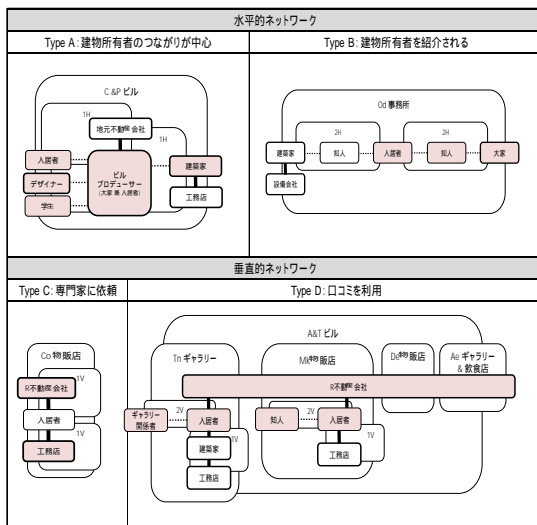 水平的ネットワーク
Type A：建物所有者のつながりが中心
Type B：建物所有者を紹介される
C &P ビル
1H
地元不動産会社
1H
入居者
デザイナー
学生
ビル
プロデューサー
(大家 兼 入居者)
建築家
工務店
Od 事務所
2H
2H
建築家
知人
入居者
知人
大家
設備会社
垂直的ネットワーク
Type C：専門家に依頼
Type D：口コミを利用
Co 物販店
1V
R不動産会社
入居者
1V
工務店
A&T ビル
Tn ギャラリー
Mk物販店
De物販店
Ae ギャラリー
& 飲食店
R不動産会社
ギャラリー
関係者
2V
入居者
1V
建築家
工務店
知人
2V
入居者
1V
工務店